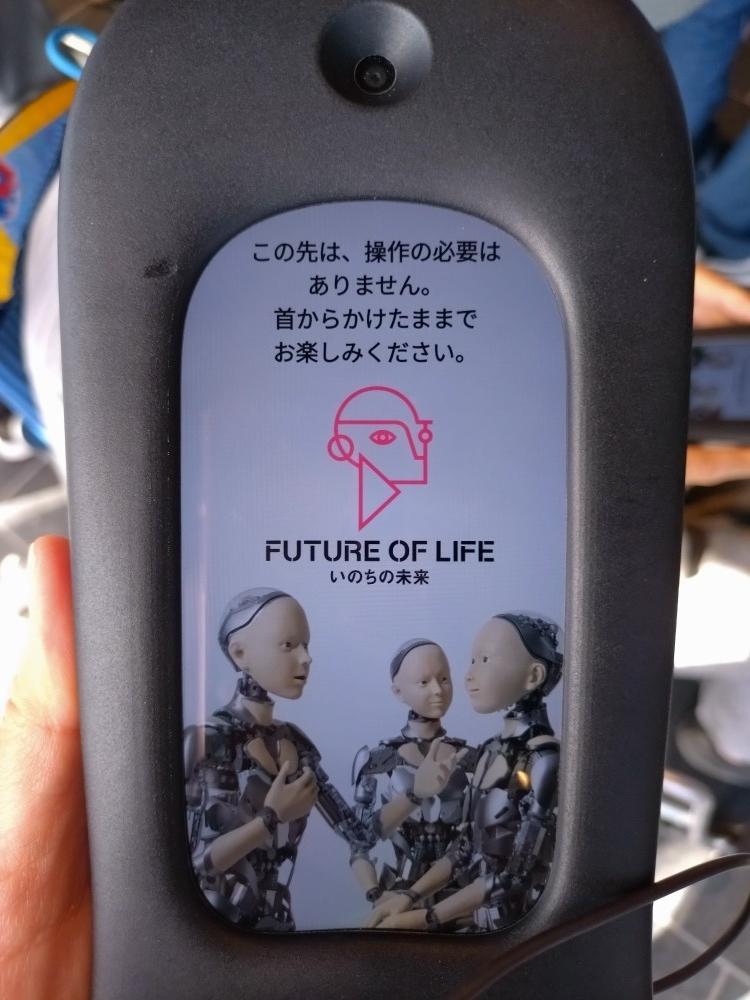 この先は、操作の必要は
ありません。
首からかけたままで
お楽しみください。
FUTURE OF LIFE
いのちの未来